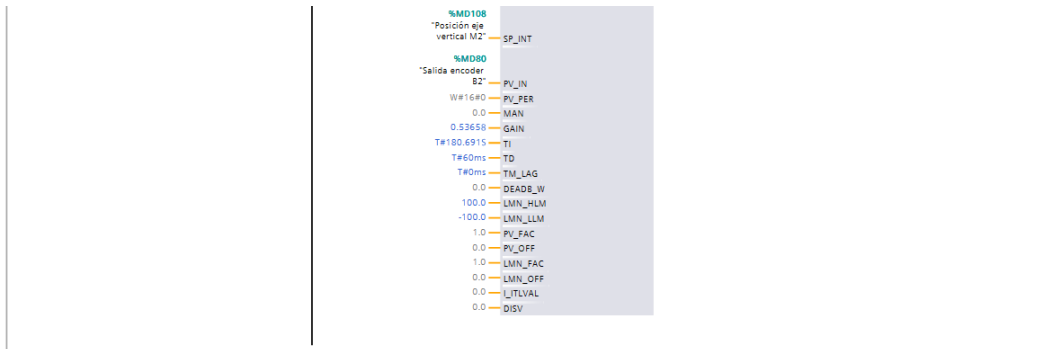 %MD108
"Posición eje
vertical M2"
SP_INT
%MD80
"Salida encoder
B2"
PV_IN
W#16#0 PV_PER
0.0 MAN
0.53658 GAIN
T#180.691S TI
T#60ms TD
T#0ms TM_LAG
0.0 DEADB_W
100.0 LMN_HLM
-100.0 LMN_LLM
1.0 PV_FAC
0.0 PV_OFF
1.0 LMN_FAC
0.0 LMN_OFF
0.0 I_ITLVAL
0.0 DISV